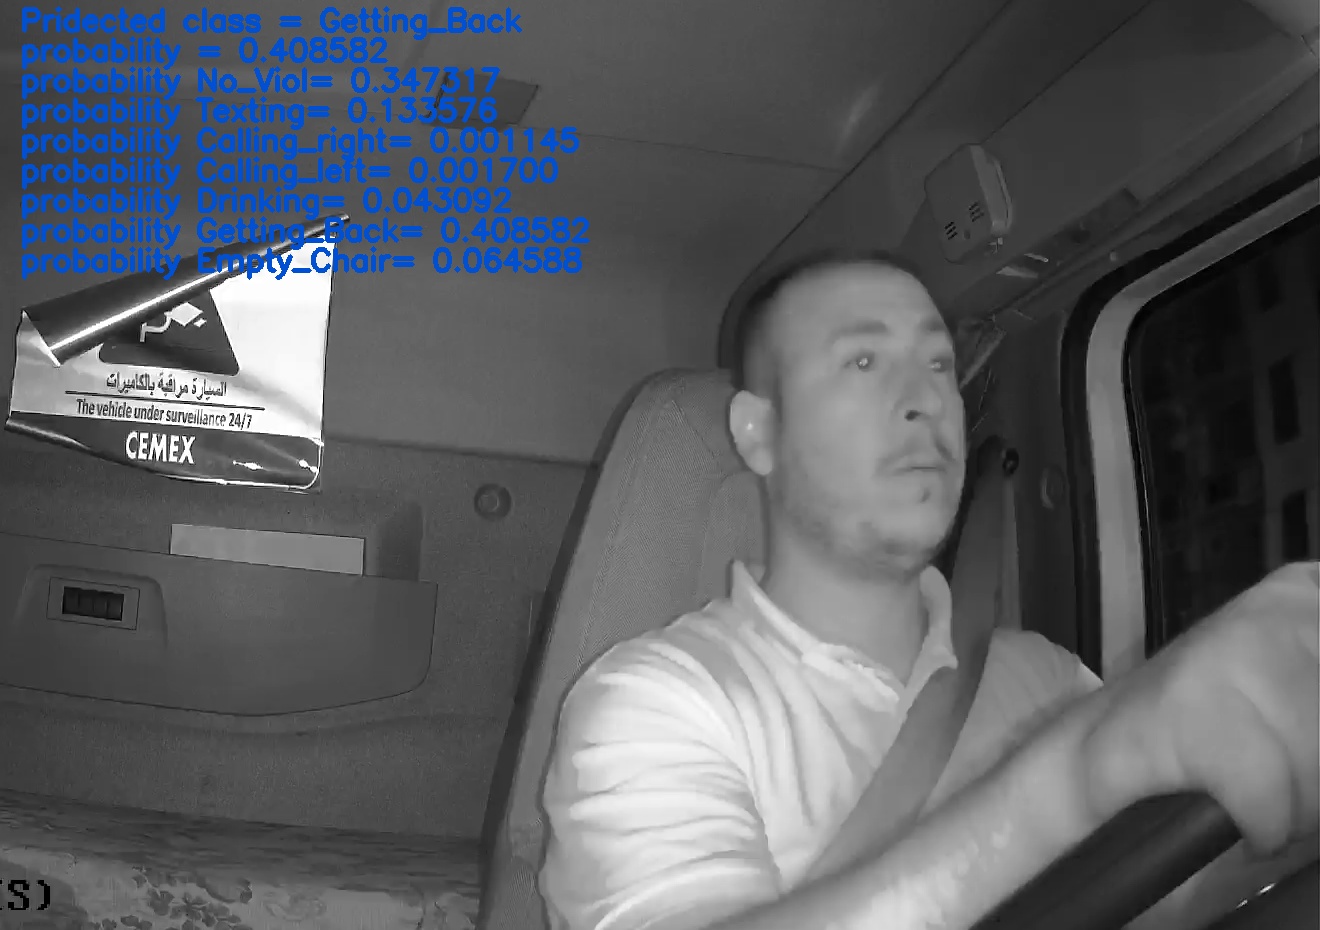 Pridected class = Getting_Back
probability = 0.408582
probability No_Viol= 0.347317
probability Texting= 0.133576
probability Calling_right= 0.001145
probability Calling_left= 0.001700
probability Drinking= 0.043092
probability Getting_Back= 0.408582
probability Empty_Chair= 0.064588
السيارة مراقبة بالكاميرات
The vehicle under surveillance 24/7
CEMEX
(S)